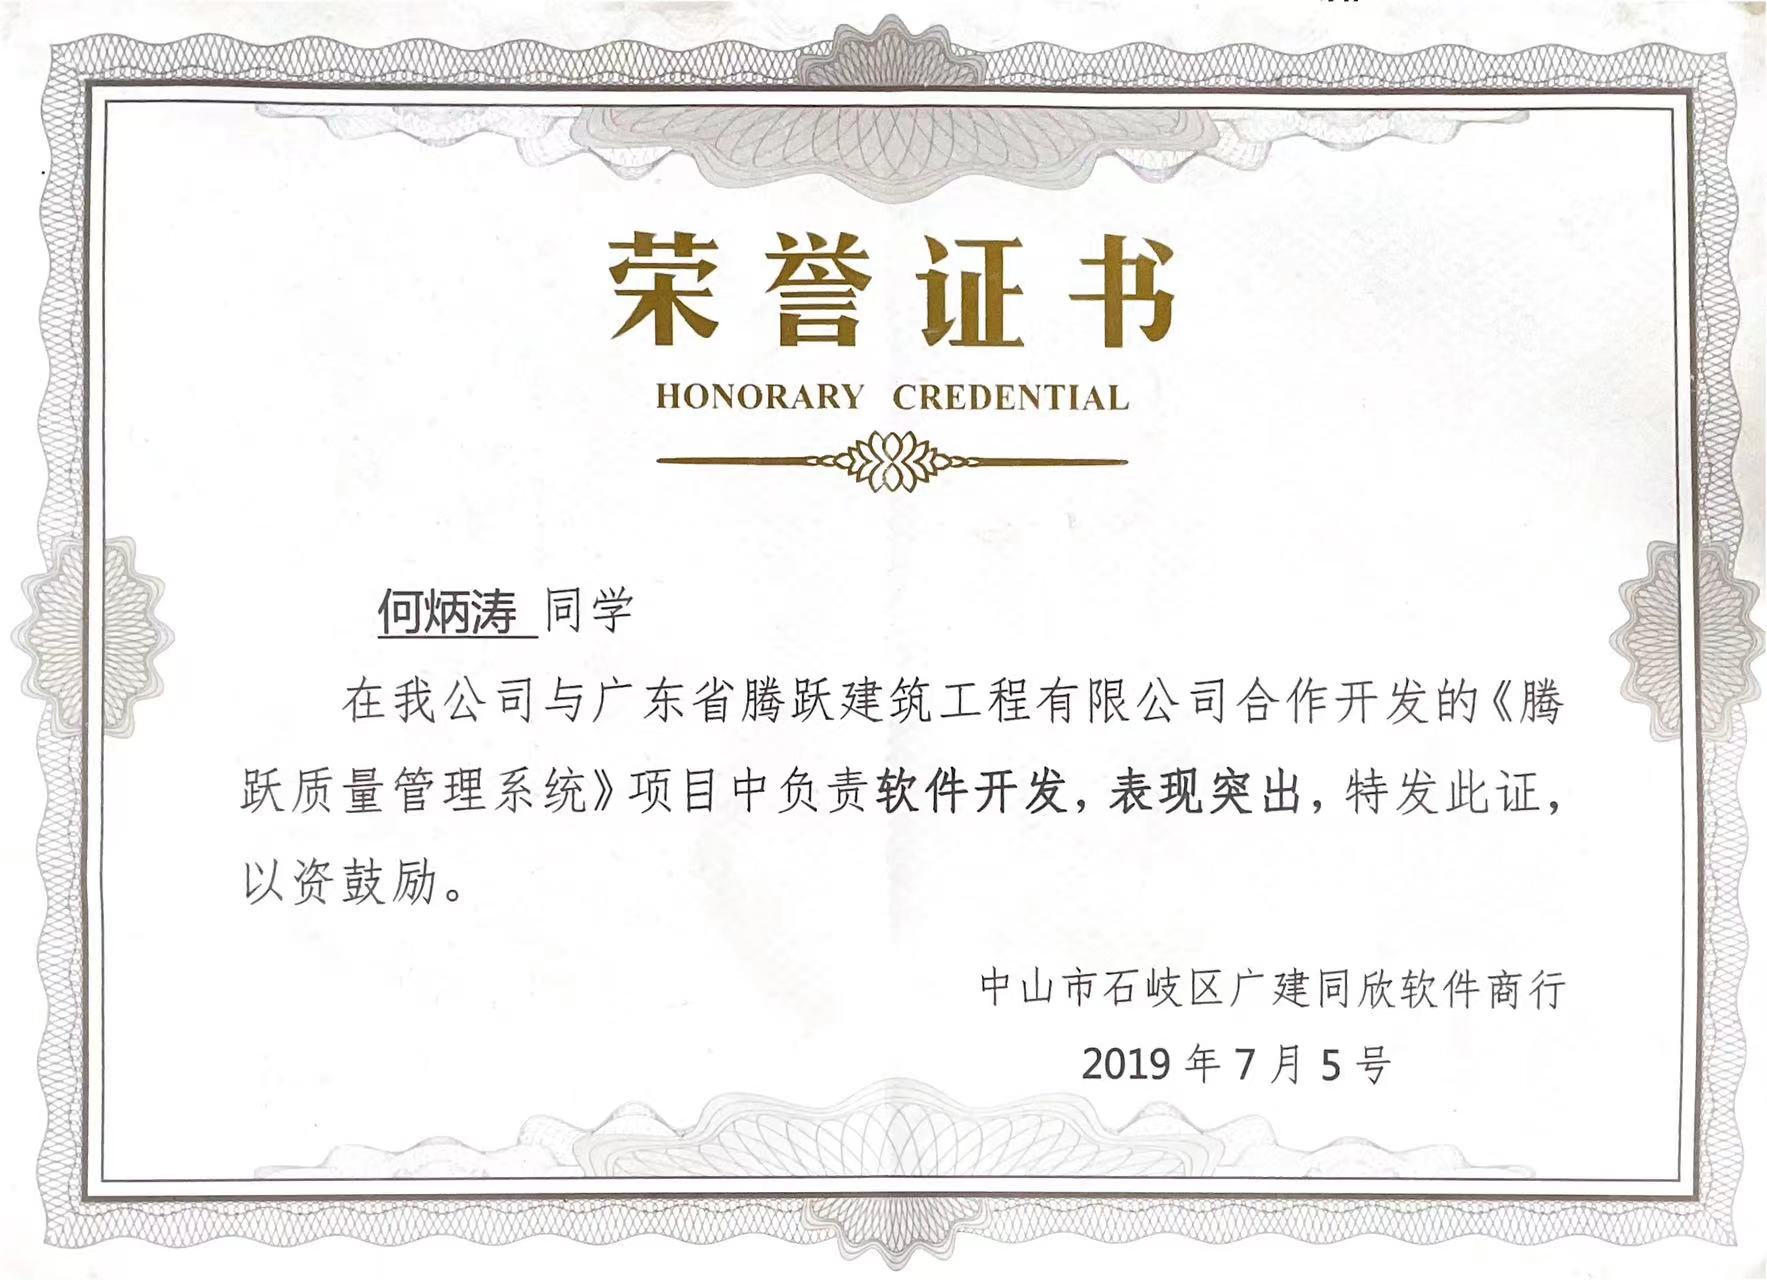 荣誉证书
HONORARY CREDENTIAL
何炳涛 同学
在我公司与广东省腾跃建筑工程有限公司合作开发的《腾
跃质量管理系统》项目中负责软件开发，表现突出，特发此证，
以资鼓励。
中山市石岐区广建同欣软件商行
2019 年 7 月 5 号